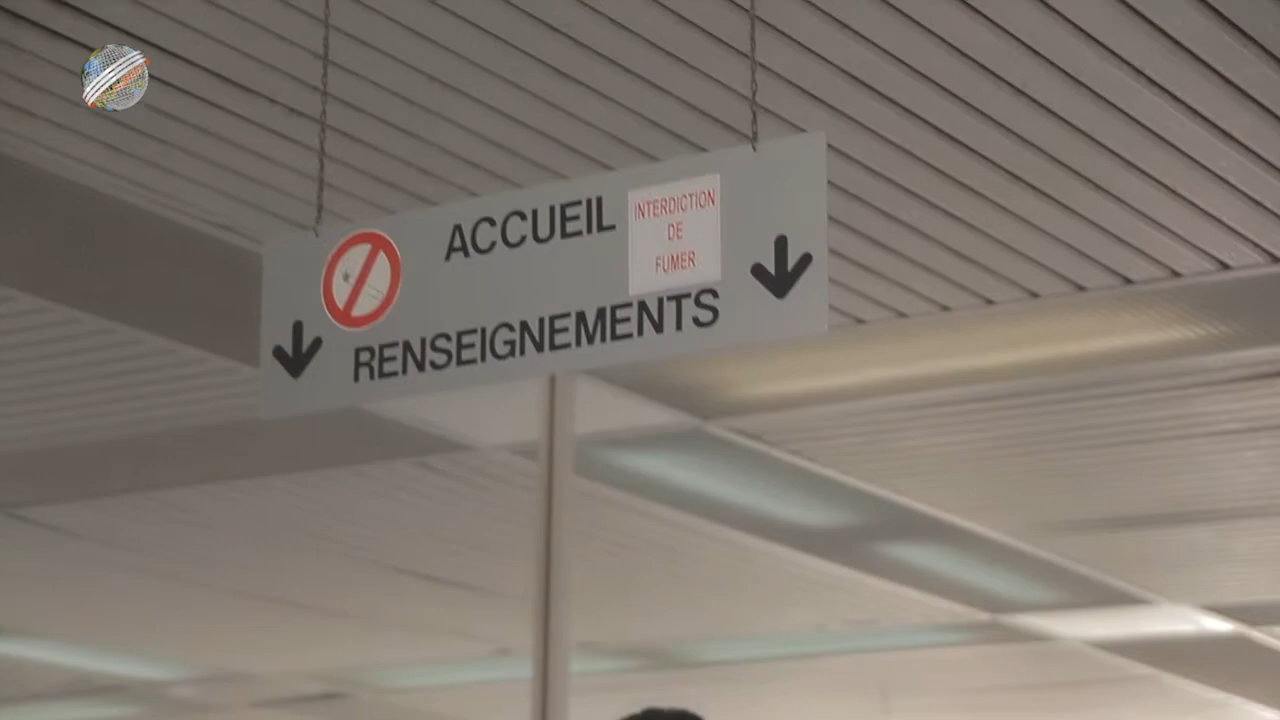 ACCUEIL
INTERDICTION
DE
FUMER
RENSEIGNEMENTS